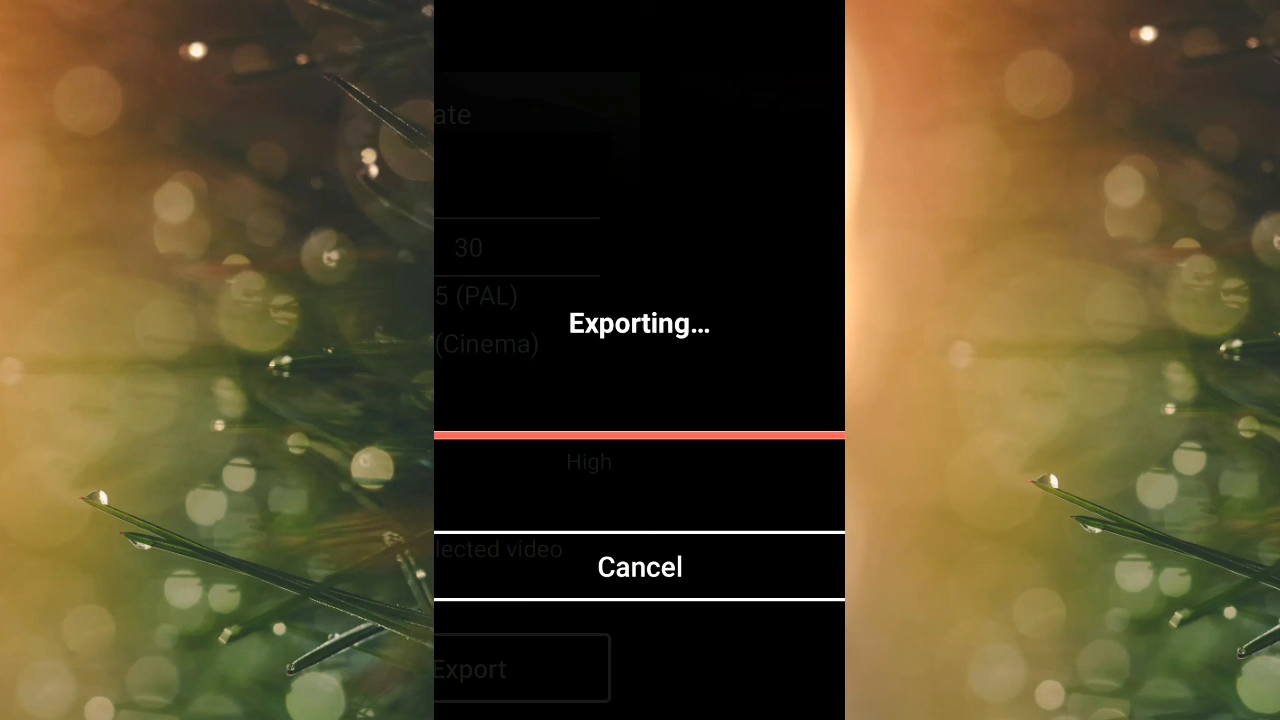 ate
30
5 (PAL)
Exporting...
(Cinema)
High
lected video
Cancel
Export